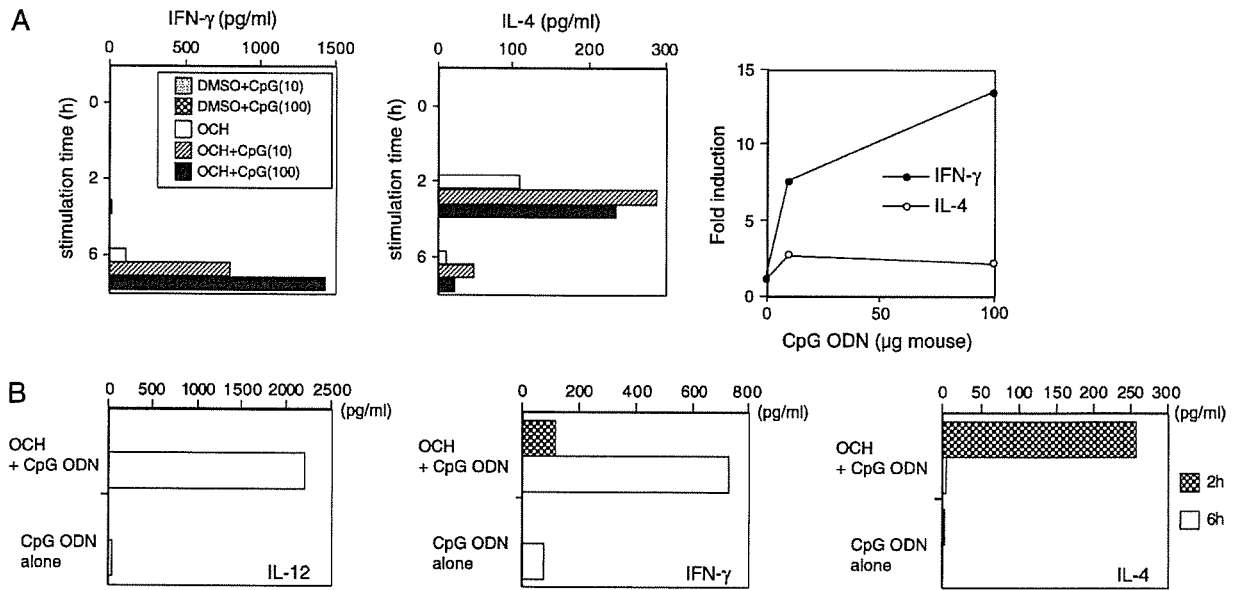 A
IFN-γ (pg/ml)
0 500 1000 1500
stimulation time (h)
0
2
6
DMSO+CpG(10)
DMSO+CpG(100)
OCH
OCH+CpG(10)
OCH+CpG(100)
IL-4 (pg/ml)
0 100 200 300
stimulation time (h)
0
2
6
Fold induction
15
10
5
0
IFN-γ
IL-4
0 50 100
CpG ODN (μg mouse)
B
0 500 1000 1500 2000 2500
(pg/ml)
OCH
+ CpG ODN
CpG ODN
alone
IL-12
0 200 400 600 800
(pg/ml)
OCH
+ CpG ODN
CpG ODN
alone
IFN-γ
0 50 100 150 200 250 300
(pg/ml)
OCH
+ CpG ODN
CpG ODN
alone
IL-4
2h
6h